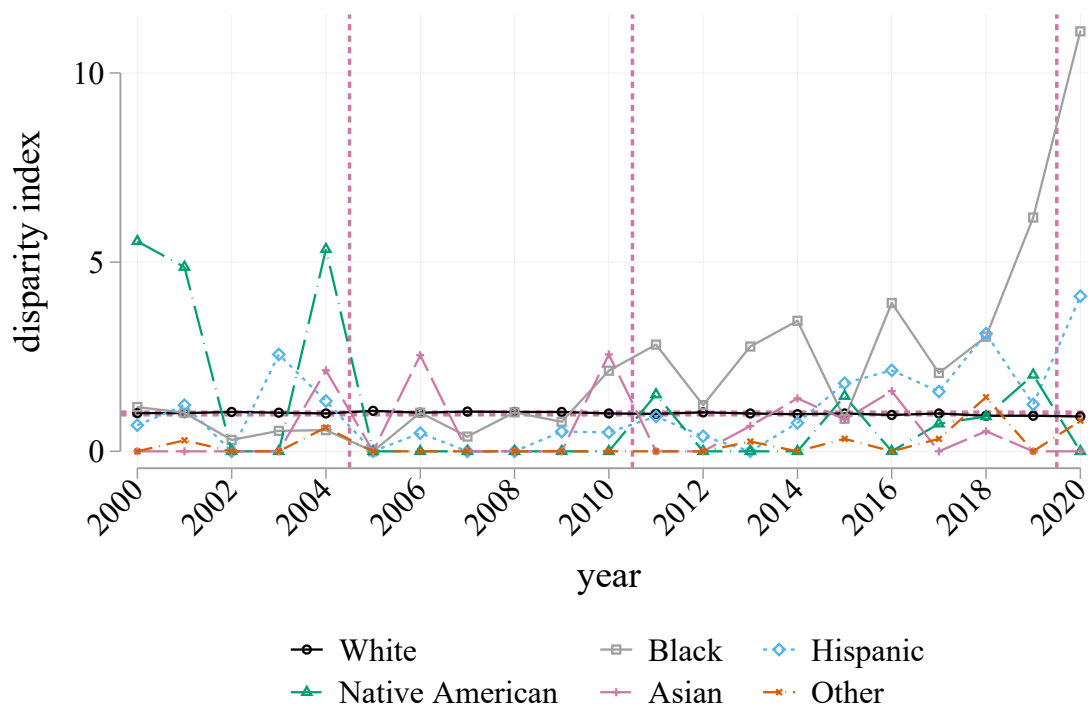 10
5
0
disparity index
2000 2002 2004 2006 2008 2010 2012 2014 2016 2018 2020
year
White Black Hispanic
Native American Asian Other